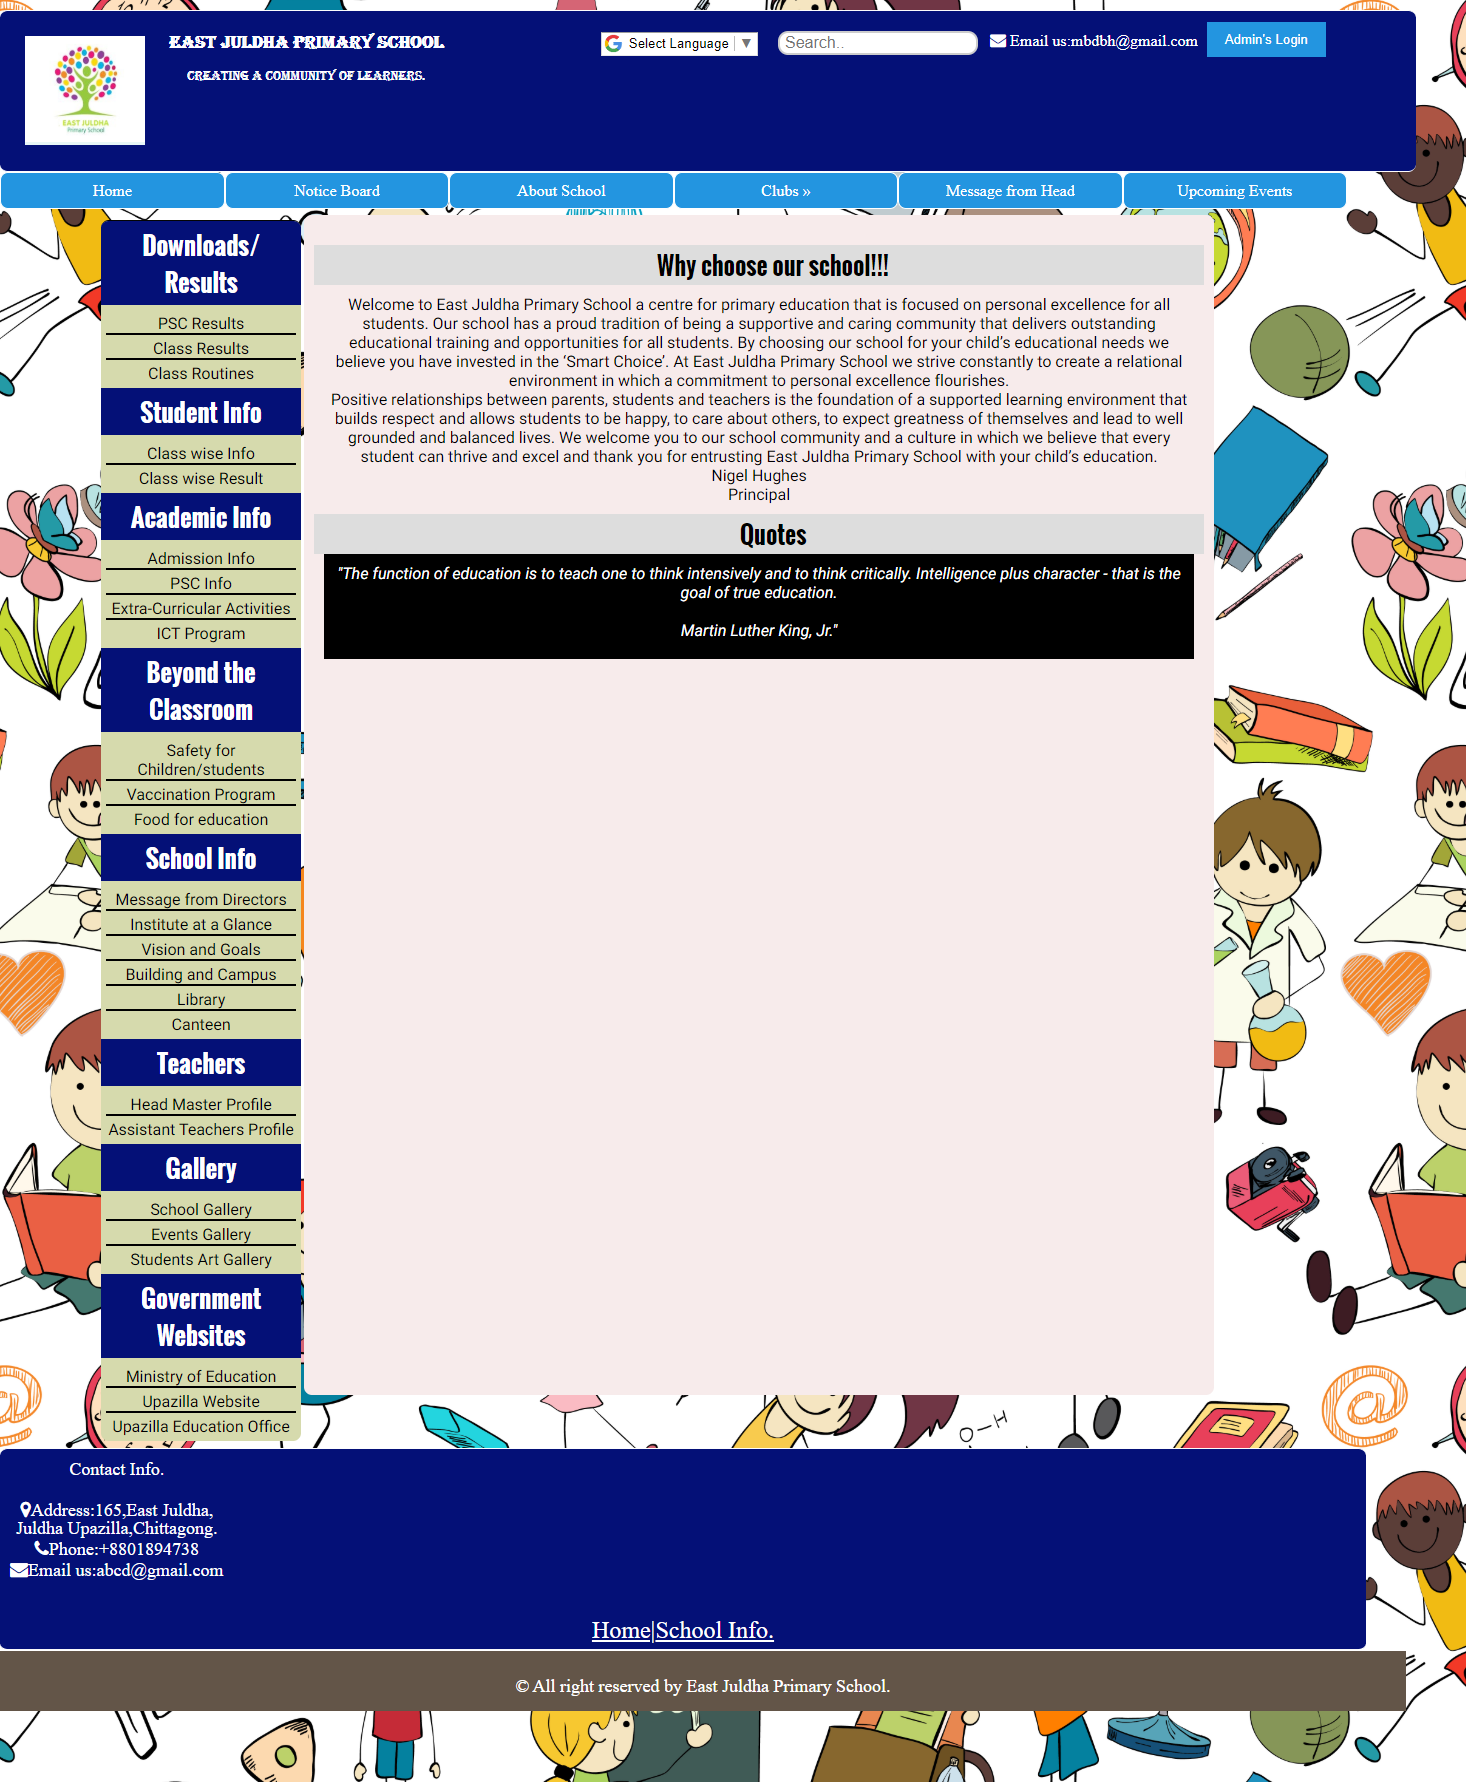 EAST JULDHA PRIMARY SCHOOL
CREATING A COMMUNITY OF LEARNERS.
EAST JULDHA
Primary School
Select Language ▼
Search..
Email us:mbdbh@gmail.com
Admin's Login
Home
Notice Board
About School
Clubs »
Message from Head
Upcoming Events
Downloads/
Results
PSC Results
Class Results
Class Routines
Student Info
Class wise Info
Class wise Result
Academic Info
Admission Info
PSC Info
Extra-Curricular Activities
ICT Program
Beyond the
Classroom
Safety for
Children/students
Vaccination Program
Food for education
School Info
Message from Directors
Institute at a Glance
Vision and Goals
Building and Campus
Library
Canteen
Teachers
Head Master Profile
Assistant Teachers Profile
Gallery
School Gallery
Events Gallery
Students Art Gallery
Government
Websites
Ministry of Education
Upazilla Website
Upazilla Education Office
Why choose our school!!!
Welcome to East Juldha Primary School a centre for primary education that is focused on personal excellence for all
students. Our school has a proud tradition of being a supportive and caring community that delivers outstanding
educational training and opportunities for all students. By choosing our school for your child’s educational needs we
believe you have invested in the ‘Smart Choice’. At East Juldha Primary School we strive constantly to create a relational
environment in which a commitment to personal excellence flourishes.
Positive relationships between parents, students and teachers is the foundation of a supported learning environment that
builds respect and allows students to be happy, to care about others, to expect greatness of themselves and lead to well
grounded and balanced lives. We welcome you to our school community and a culture in which we believe that every
student can thrive and excel and thank you for entrusting East Juldha Primary School with your child’s education.
Nigel Hughes
Principal
Quotes
"The function of education is to teach one to think intensively and to think critically. Intelligence plus character - that is the
goal of true education.
Martin Luther King, Jr."
Contact Info.
Address:165,East Juldha,
Juldha Upazilla,Chittagong.
Phone:+8801894738
Email us:abcd@gmail.com
Home|School Info.
© All right reserved by East Juldha Primary School.